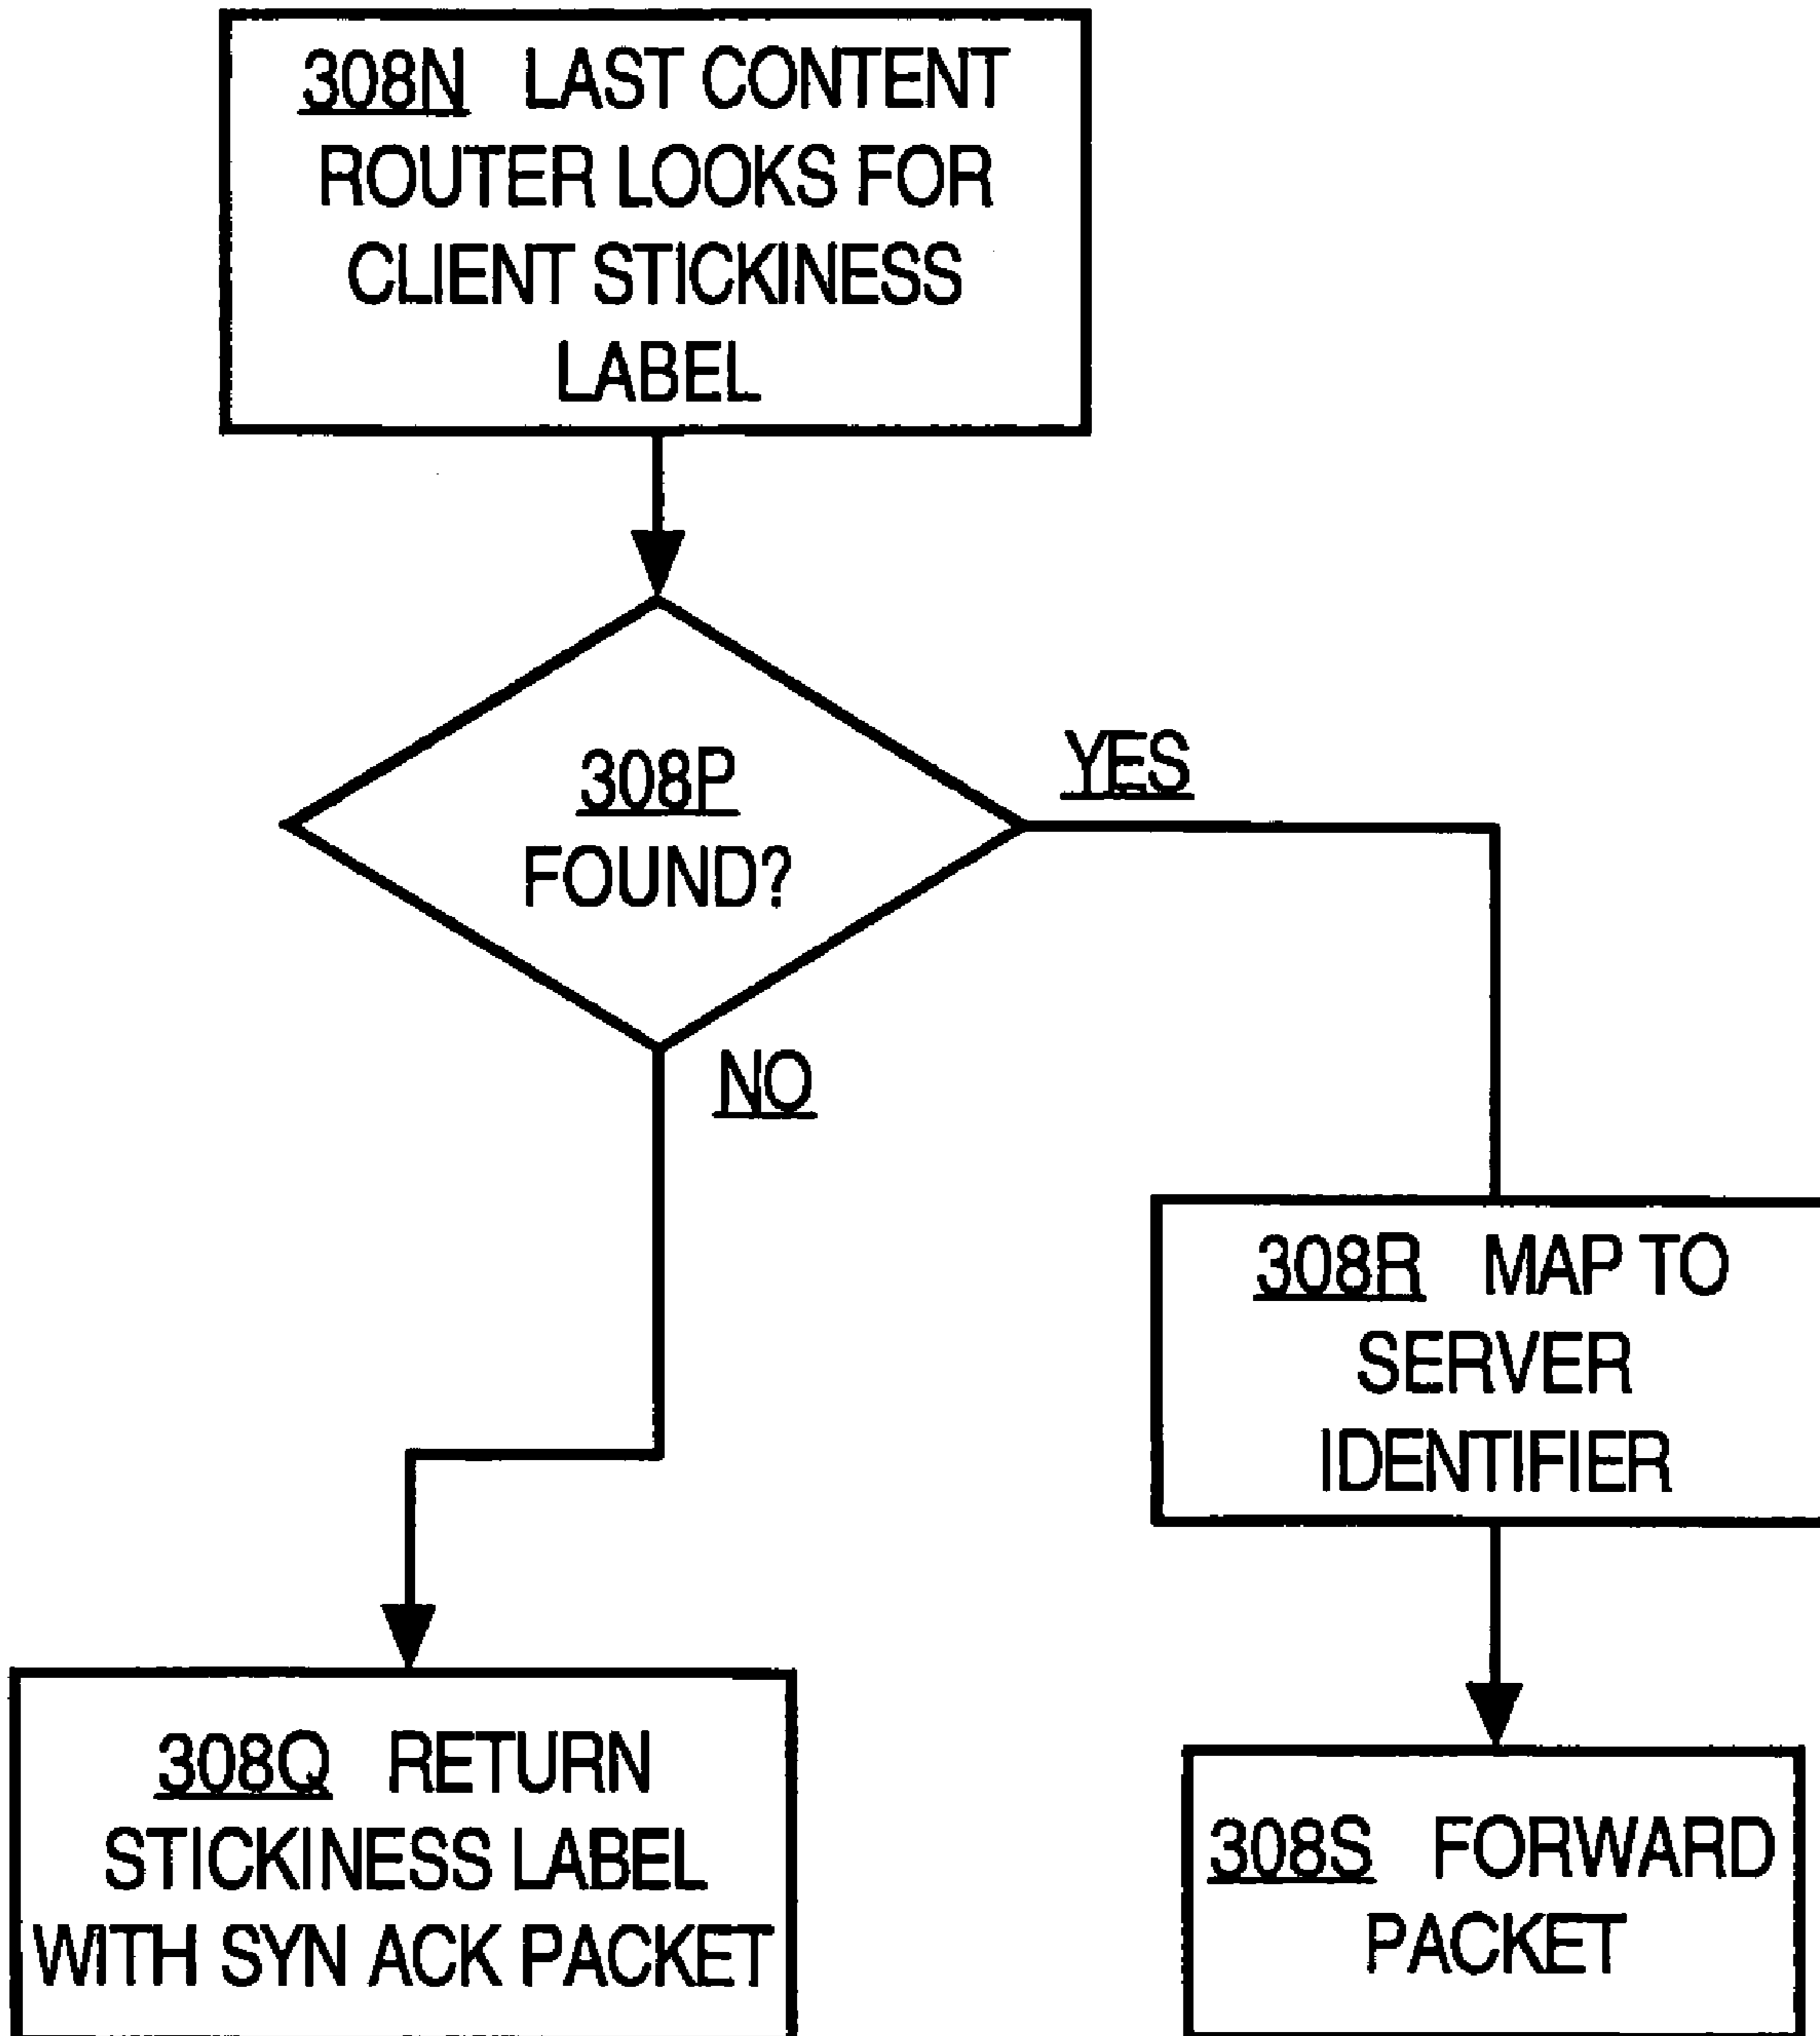 308N LAST CONTENT
ROUTER LOOKS FOR
CLIENT STICKINESS
LABEL
308P
FOUND?
YES
NO
308R MAP TO
SERVER
IDENTIFIER
308Q RETURN
STICKINESS LABEL
WITH SYN ACK PACKET
308S FORWARD
PACKET